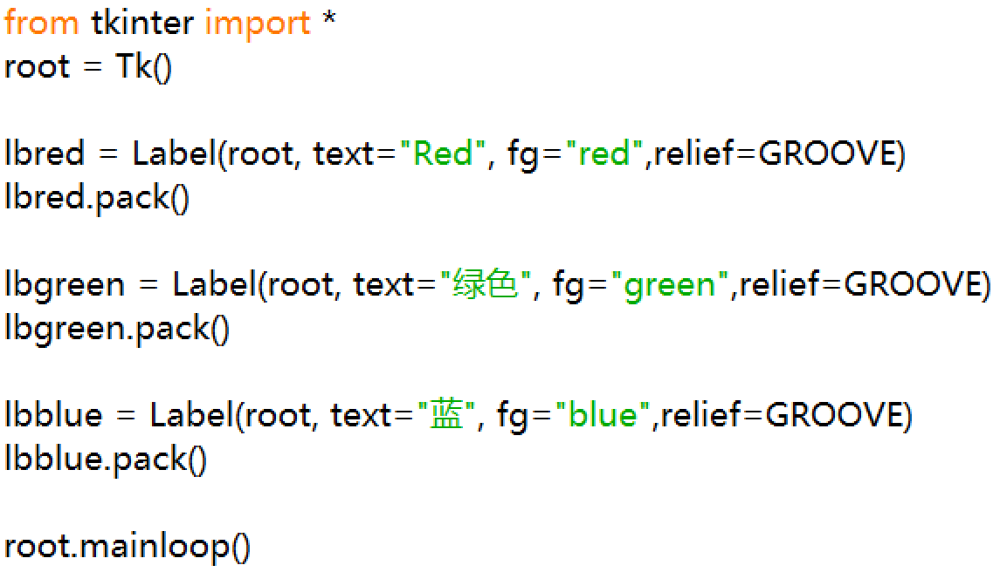 from tkinter import *
root = Tk()
lbred = Label(root, text="Red", fg="red",relief=GROOVE)
lbred.pack()
lbgreen = Label(root, text="绿色", fg="green",relief=GROOVE)
lbgreen.pack()
lbblue = Label(root, text="蓝", fg="blue",relief=GROOVE)
lbblue.pack()
root.mainloop()